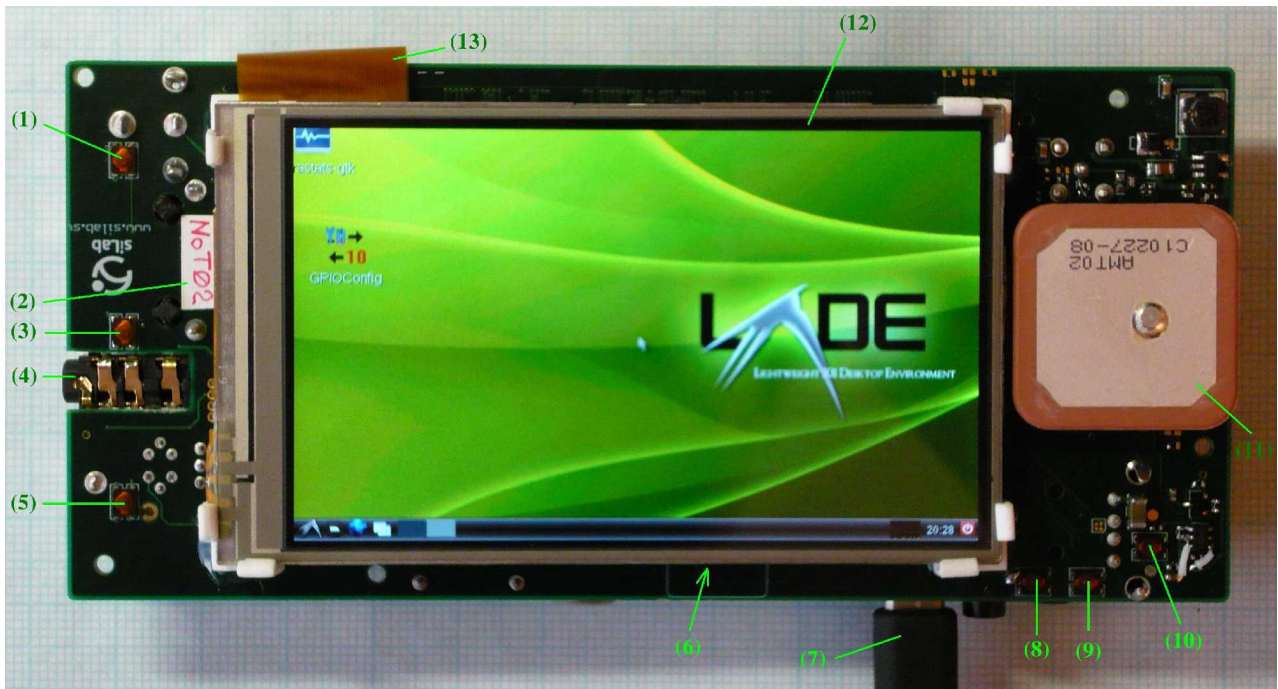 (13)
(12)
(1)
rastats-gtk
www.silab.se
siLab
NoT02
10
GPIOConfig
AMT02
C10227-08
(2)
(3)
LXDE
LIGHTWEIGHT X11 DESKTOP ENVIRONMENT
(4)
(11)
(5)
20:28
(6)
(7)
(8)
(9)
(10)